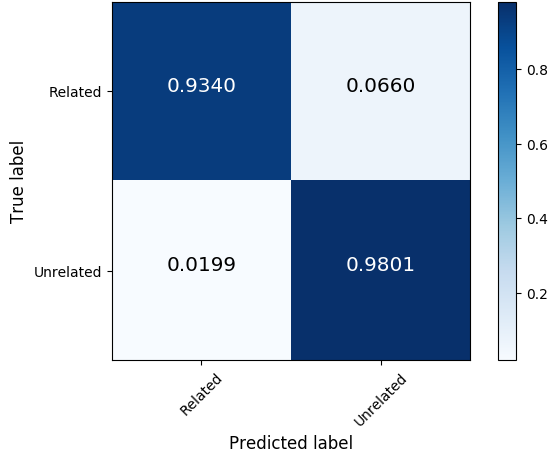 Related
0.9340
0.0660
Unrelated
0.0199
0.9801
True label
Related
Unrelated
Predicted label
0.8
0.6
0.4
0.2